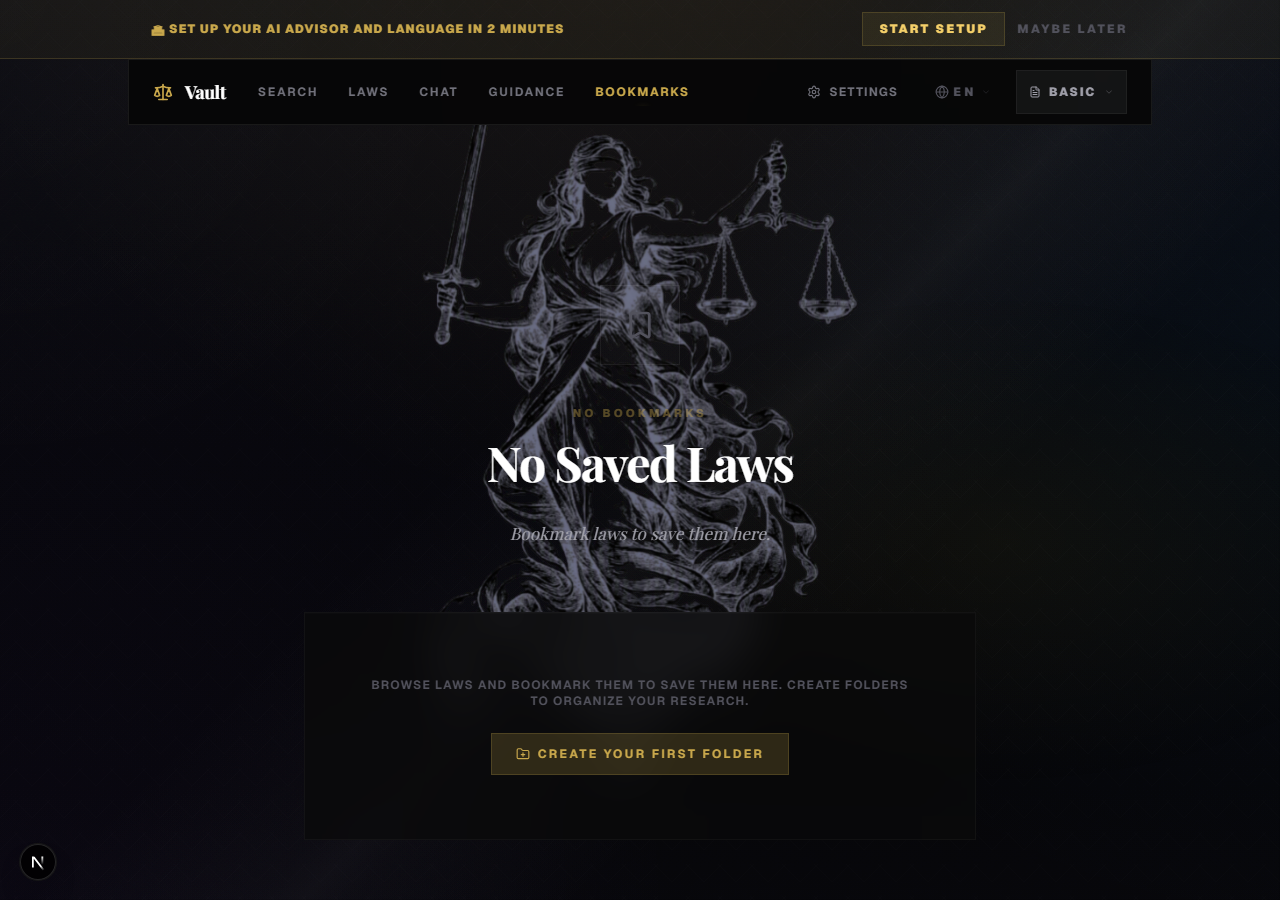 SET UP YOUR AI ADVISOR AND LANGUAGE IN 2 MINUTES
START SETUP
MAYBE LATER
Vault
SEARCH
LAWS
CHAT
GUIDANCE
BOOKMARKS
SETTINGS
EN
BASIC
NO BOOKMARKS
No Saved Laws
Bookmark laws to save them here.
BROWSE LAWS AND BOOKMARK THEM TO SAVE THEM HERE. CREATE FOLDERS
TO ORGANIZE YOUR RESEARCH.
CREATE YOUR FIRST FOLDER
N